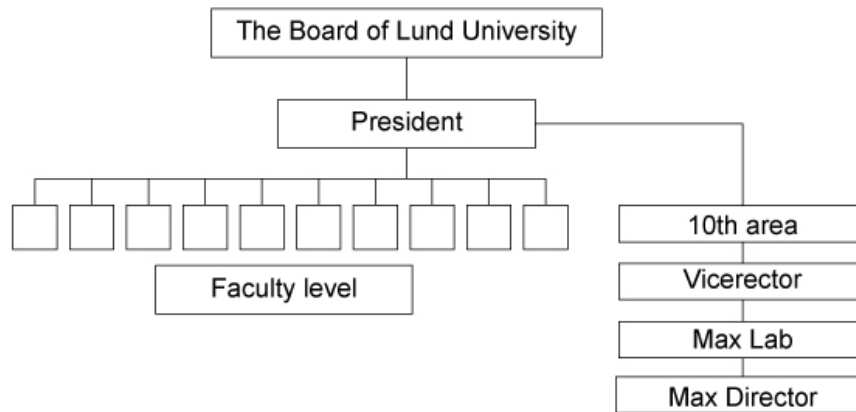 The Board of Lund University
President
10th area
Faculty level
Vicerector
Max Lab
Max Director